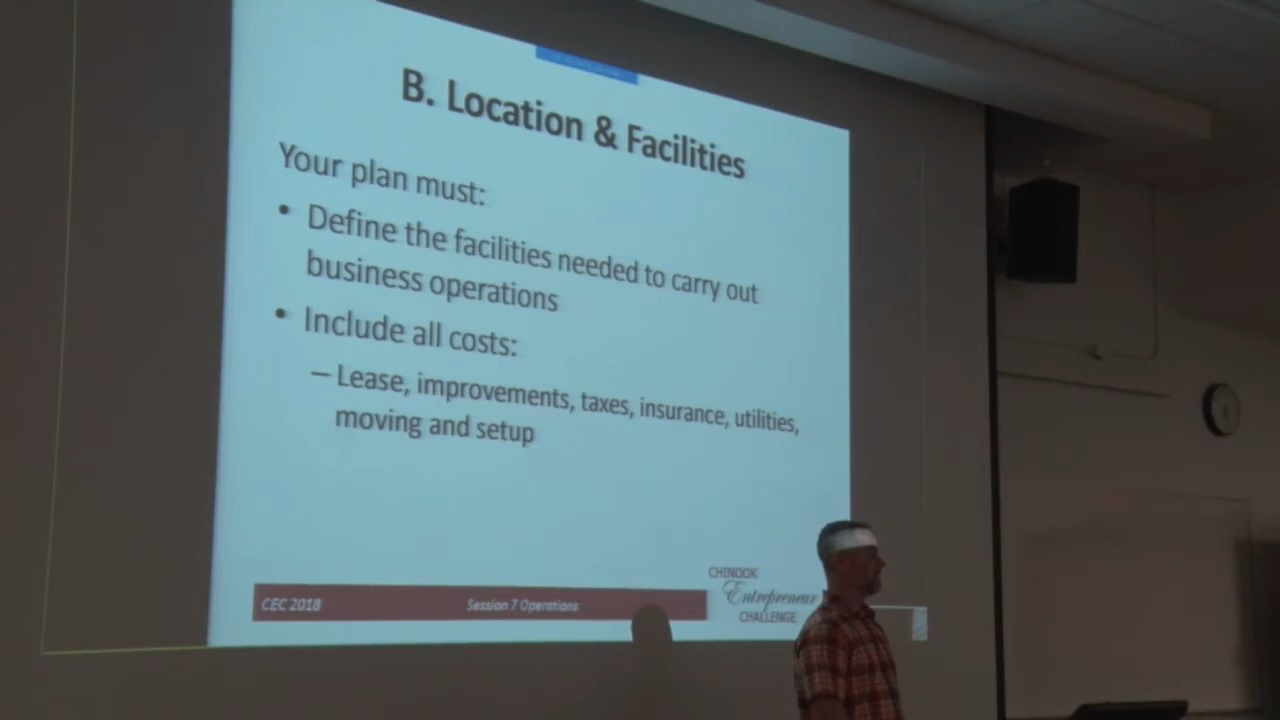 B. Location & Facilities
Your plan must:
• Define the facilities needed to carry out
business operations
• Include all costs:
– Lease, improvements, taxes, insurance, utilities,
moving and setup
CEC 2018
Session 7 Operations
CHINOOK
Entrepreneur
CHALLENGE